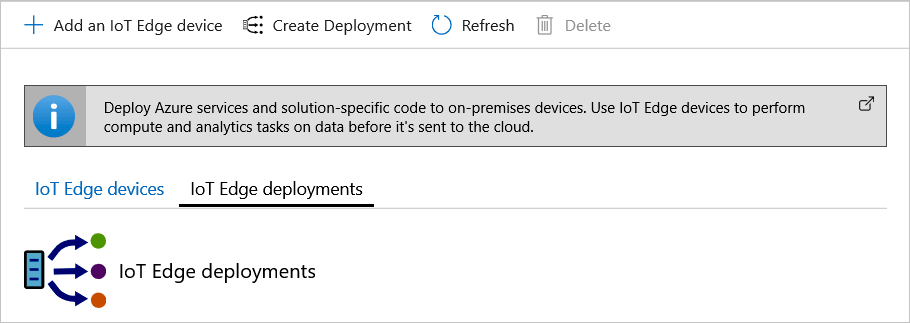 Add an IoT Edge device Create Deployment Refresh Delete
Deploy Azure services and solution-specific code to on-premises devices. Use IoT Edge devices to perform
compute and analytics tasks on data before it's sent to the cloud.
IoT Edge devices IoT Edge deployments
IoT Edge deployments